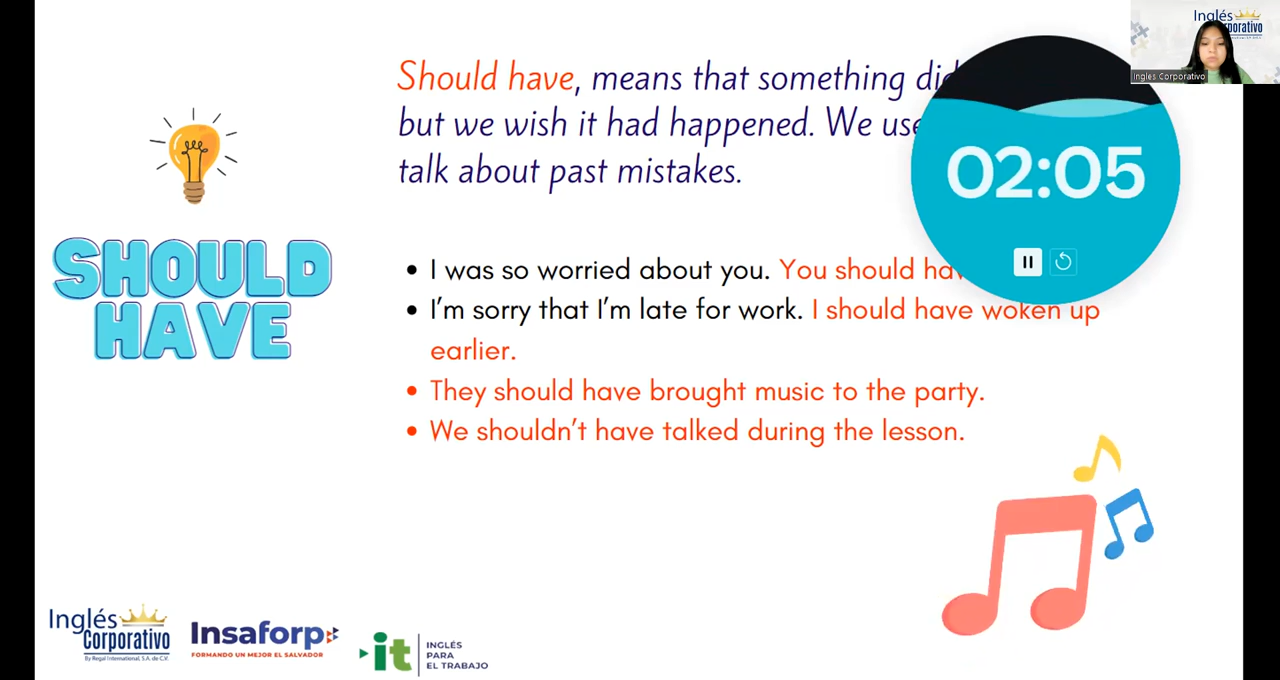 Should have, means that something did
but we wish it had happened. We use
talk about past mistakes.
SHOULD
HAVE
• I was so worried about you. You should hav
• I'm sorry that I'm late for work. I should have woken up
earlier.
• They should have brought music to the party.
• We shouldn't have talked during the lesson.
02:05
Inglés
Corporativo
Ingles Corporativo
Inglés
Corporativo
By Regal International, S.A. de C.V.
Insaforp
FORMANDO UN MEJOR EL SALVADOR
it
INGLÉS
PARA
EL TRABAJO